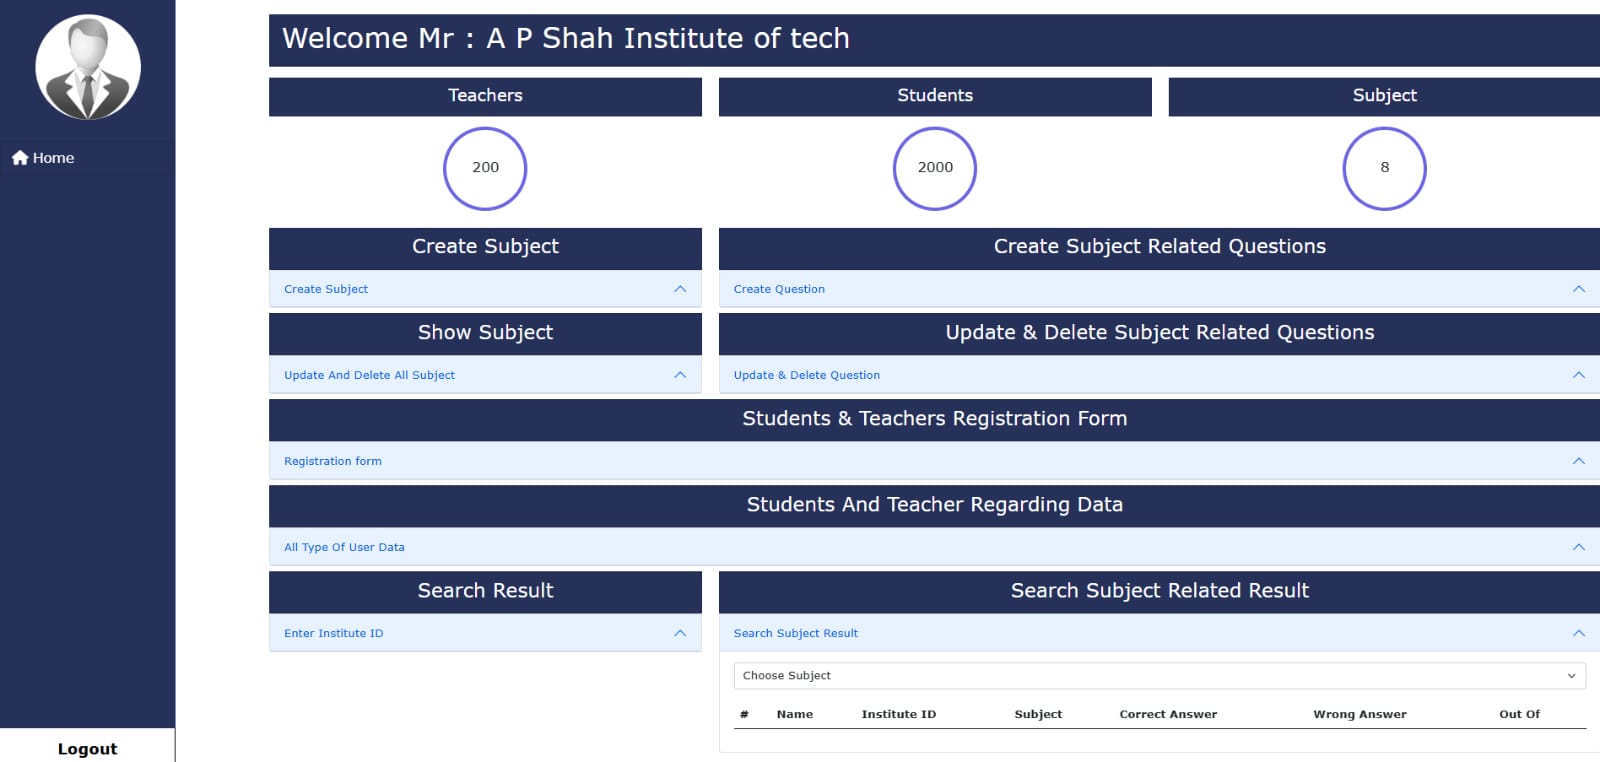 Welcome Mr : A P Shah Institute of tech
Home
Teachers
Students
Subject
200
2000
8
Create Subject
Create Subject Related Questions
Create Subject
Create Question
Show Subject
Update & Delete Subject Related Questions
Update And Delete All Subject
Update & Delete Question
Students & Teachers Registration Form
Registration form
Students And Teacher Regarding Data
All Type Of User Data
Search Result
Search Subject Related Result
Enter Institute ID
Search Subject Result
Choose Subject
# Name Institute ID Subject Correct Answer Wrong Answer Out Of
Logout